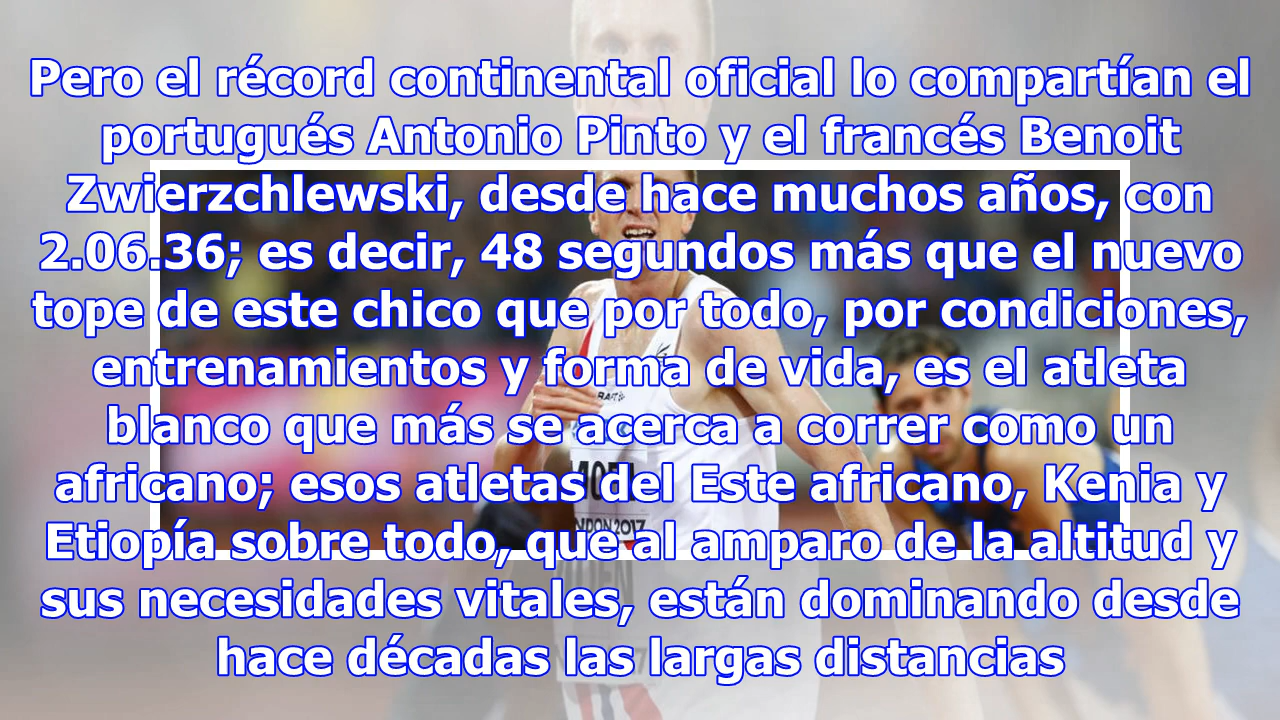 Pero el récord continental oficial lo compartían el
portugués Antonio Pinto y el francés Benoit
Zwierzchlewski, desde hace muchos años, con
2.06.36; es decir, 48 segundos más que el nuevo
tope de este chico que por todo, por condiciones,
entrenamientos y forma de vida, es el atleta
blanco que más se acerca a correr como un
africano; esos atletas del Este africano, Kenia y
Etiopía sobre todo, que al amparo de la altitud y
sus necesidades vitales, están dominando desde
hace décadas las largas distancias